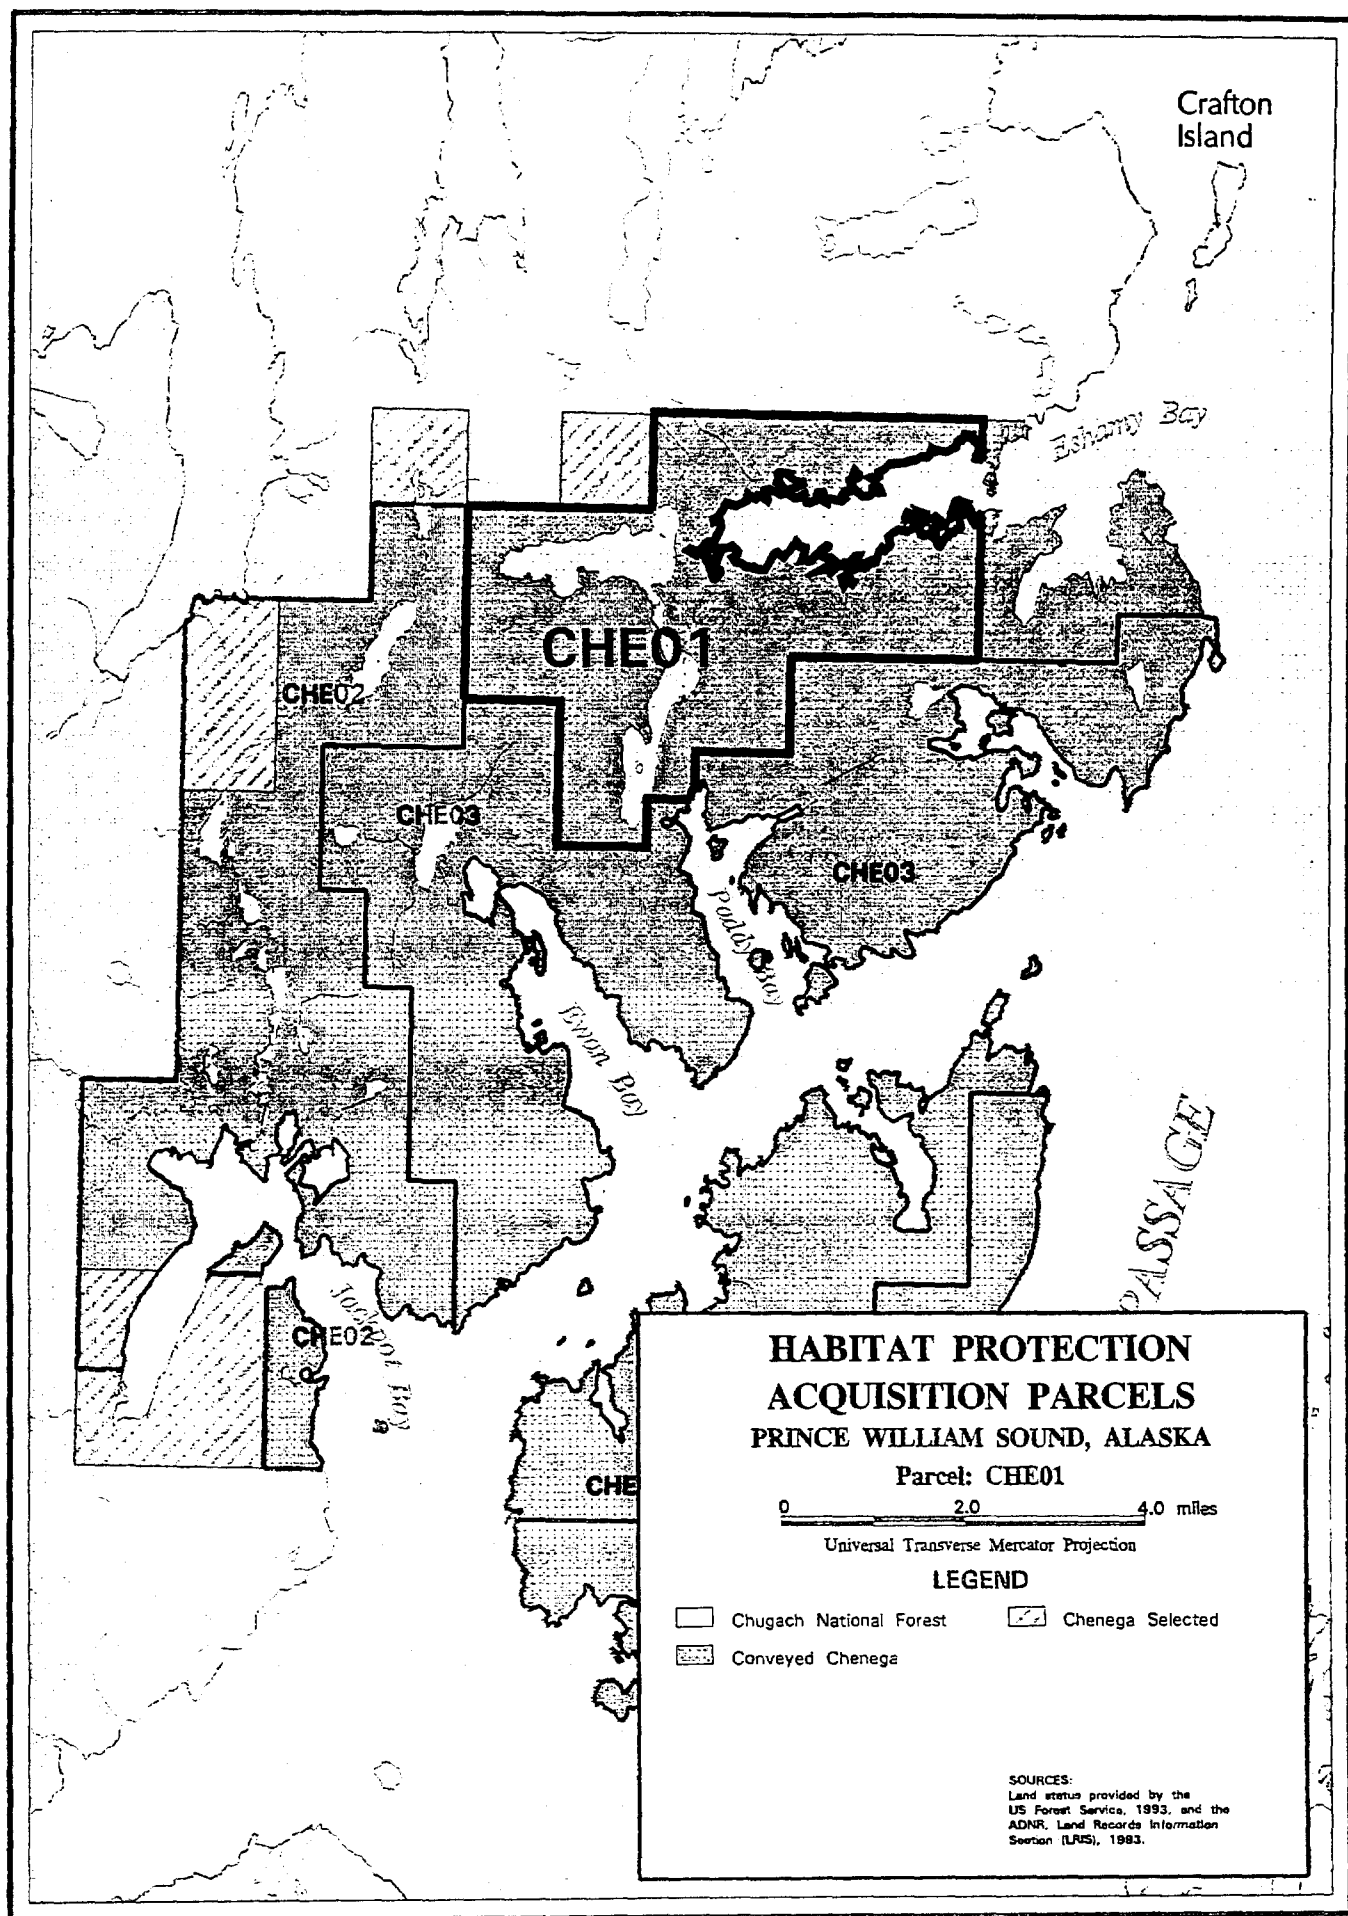 Crafton
Island
Eshamy Bay
CHE01
CHE02
CHE03
CHE03
Paddy Bay
Ewan Bay
PASSAGE
Jackpot Bay
CHE02
CHE
HABITAT PROTECTION
ACQUISITION PARCELS
PRINCE WILLIAM SOUND, ALASKA
Parcel: CHE01
0 2.0 4.0 miles
Universal Transverse Mercator Projection
LEGEND
Chugach National Forest
Chenega Selected
Conveyed Chenega
SOURCES:
Land status provided by the
US Forest Service, 1993, and the
ADNR, Land Records Information
Section (LRIS), 1993.